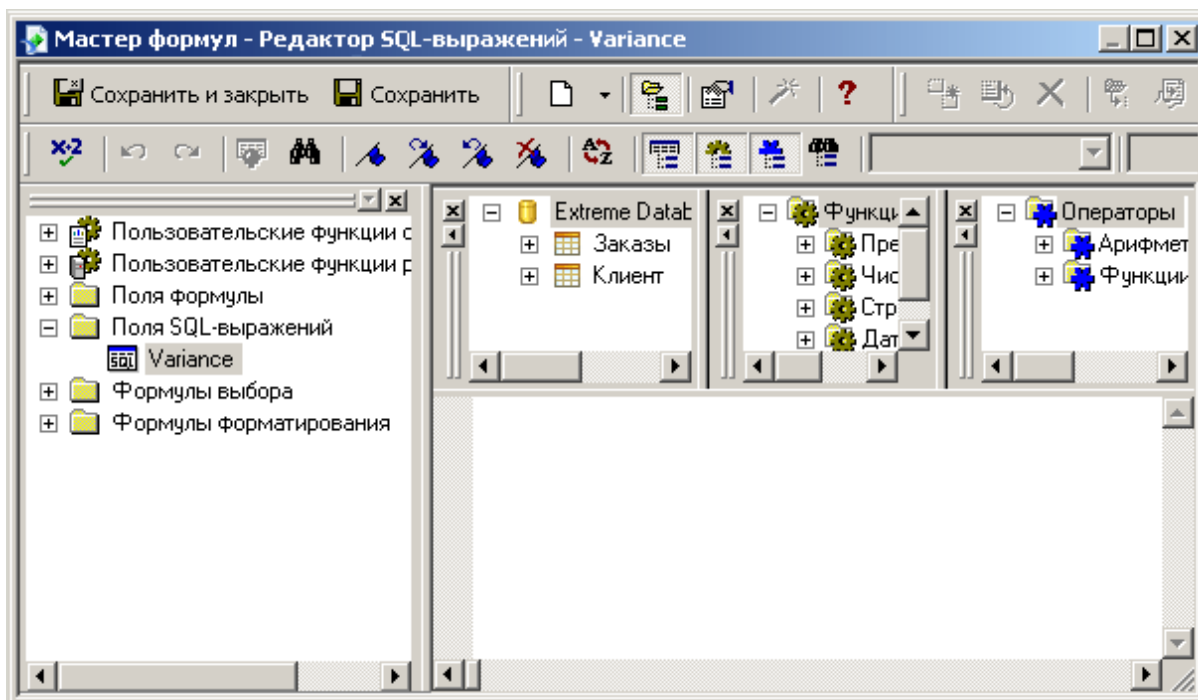 Мастер формул - Редактор SQL-выражений - Variance
Сохранить и закрыть Сохранить
Пользовательские функции с
Пользовательские функции р
Поля формулы
Поля SQL-выражений
Variance
Формулы выбора
Формулы форматирования
Extreme Datab
Заказы
Клиент
Функци
Пре
Чис
Стр
Дат
Операторы
Арифмет
Функции